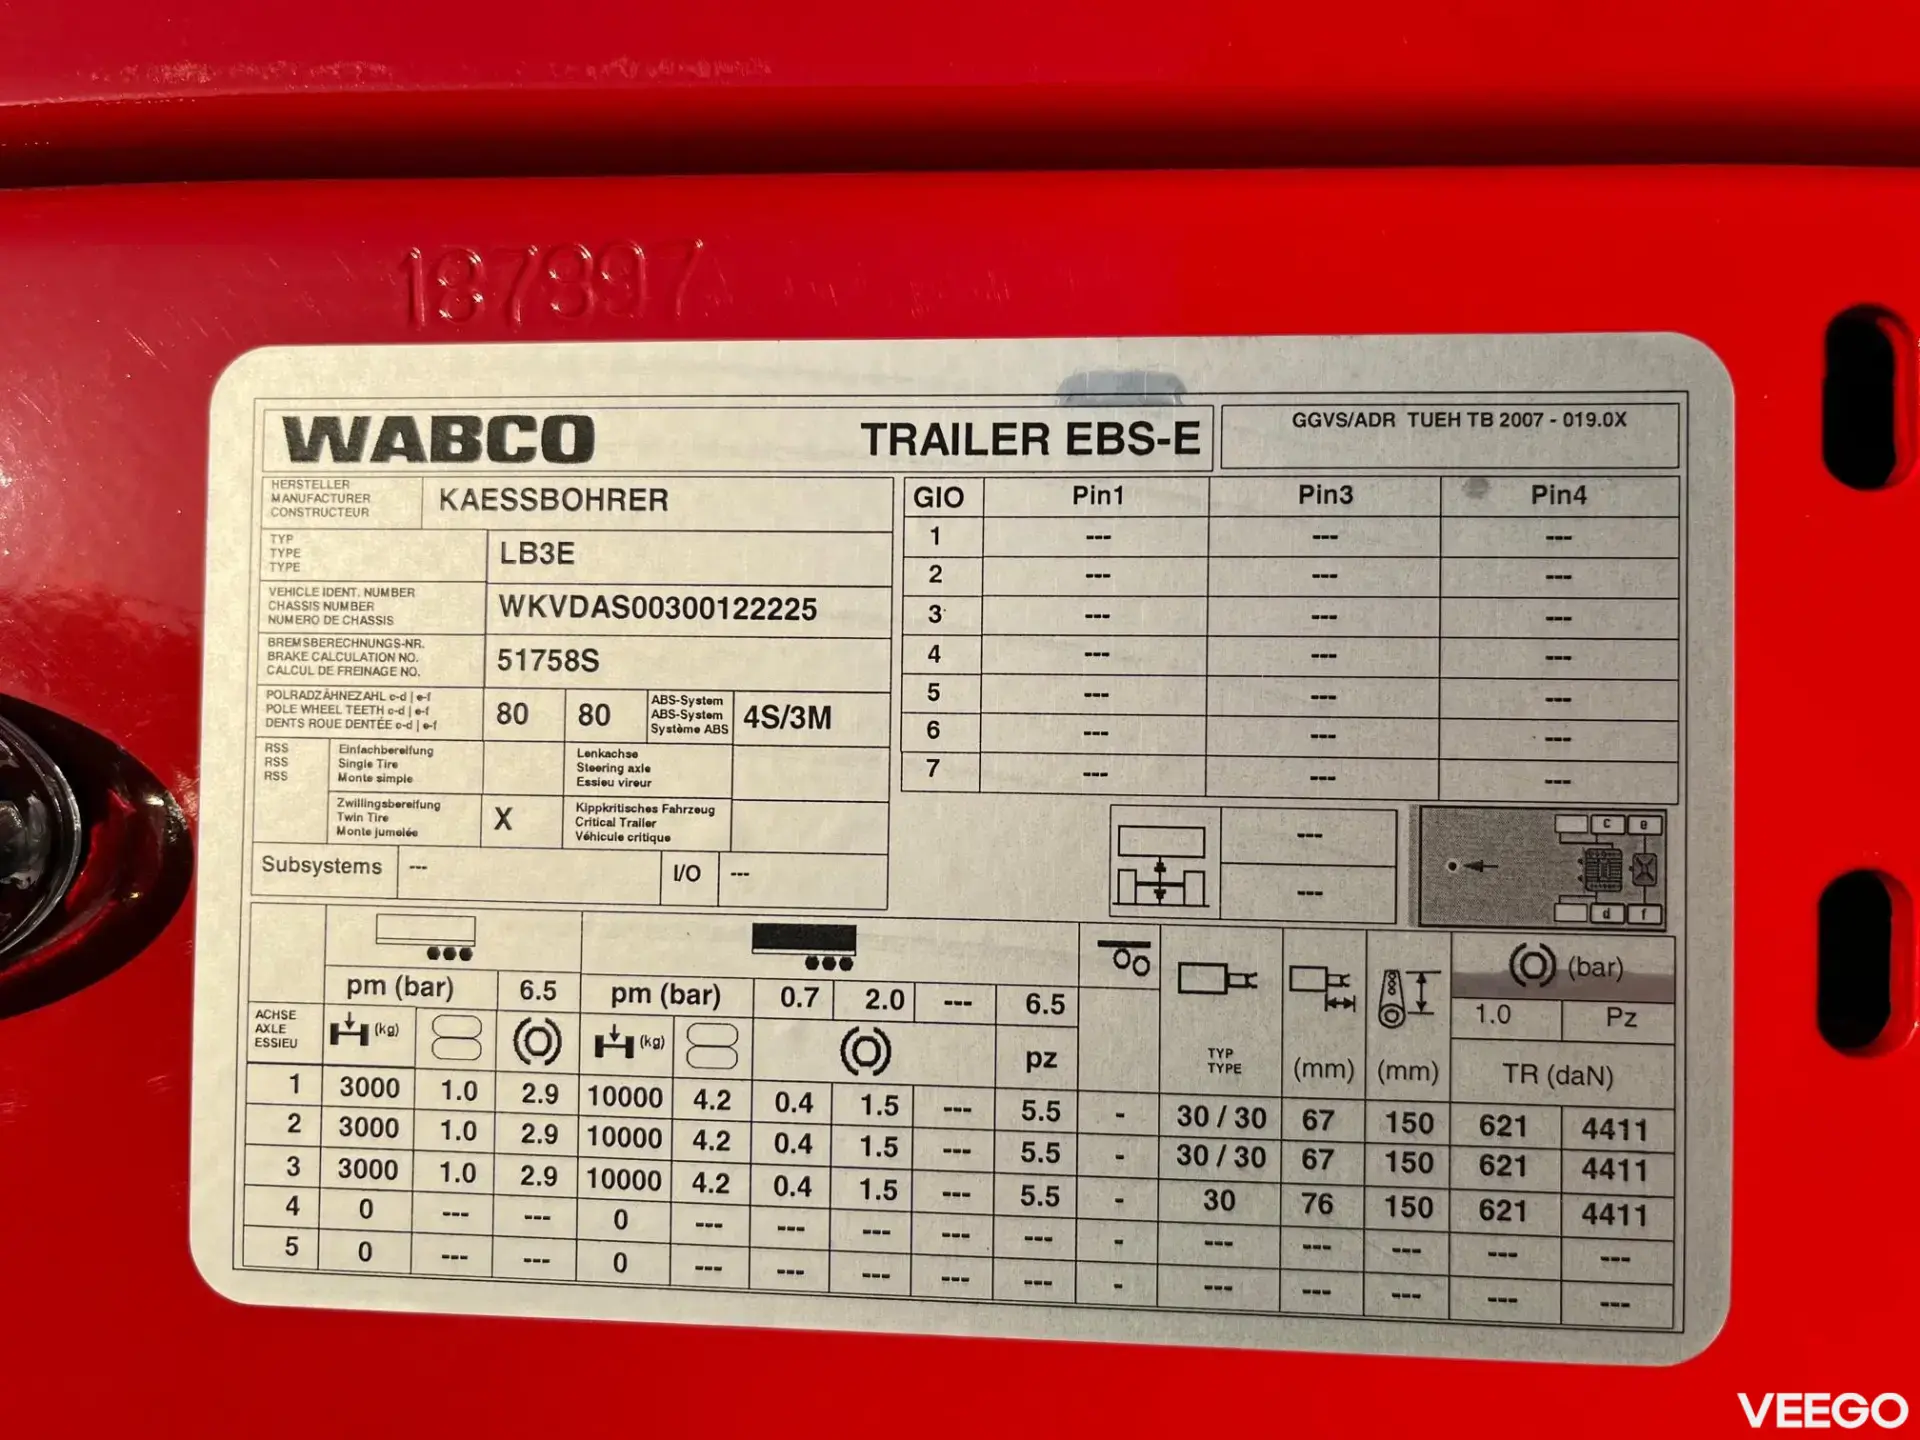 187897
WABCO TRAILER EBS-E GGVS/ADR TUEH TB 2007 - 019.0X
HERSTELLER
MANUFACTURER
CONSTRUCTEUR
KAESSBOHRER
TYP
TYPE
TYPE
LB3E
VEHICLE IDENT. NUMBER
CHASSIS NUMBER
NUMERO DE CHASSIS
WKVDAS00300122225
BREMSBERECHNUNGS-NR.
BRAKE CALCULATION NO.
CALCUL DE FREINAGE NO.
51758S
POLRADZÄHNEZAHL c-d | e-f
POLE WHEEL TEETH c-d | e-f
DENTS ROUE DENTÉE c-d | e-f
80 80
ABS-System
ABS-System
Système ABS
4S/3M
RSS
RSS
RSS
Einfachbereifung
Single Tire
Monte simple
Lenkachse
Steering axle
Essieu vireur
Zwillingsbereifung
Twin Tire
Monte jumelée
X
Kippkritisches Fahrzeug
Critical Trailer
Véhicule critique
Subsystems --- I/O ---
GIO Pin1 Pin3 Pin4
1 --- --- ---
2 --- --- ---
3 --- --- ---
4 --- --- ---
5 --- --- ---
6 --- --- ---
7 --- --- ---
---
---
c e
d f
pm (bar) 6.5 pm (bar) 0.7 2.0 --- 6.5
(bar)
1.0 Pz
ACHSE
AXLE
ESSIEU
(kg) (kg) pz
TYP
TYPE
(mm) (mm) TR (daN)
1 3000 1.0 2.9 10000 4.2 0.4 1.5 --- 5.5 - 30 / 30 67 150 621 4411
2 3000 1.0 2.9 10000 4.2 0.4 1.5 --- 5.5 - 30 / 30 67 150 621 4411
3 3000 1.0 2.9 10000 4.2 0.4 1.5 --- 5.5 - 30 76 150 621 4411
4 0 --- --- 0 --- --- --- --- --- - --- --- --- --- ---
5 0 --- --- 0 --- --- --- --- --- - --- --- --- --- ---
VEEGO